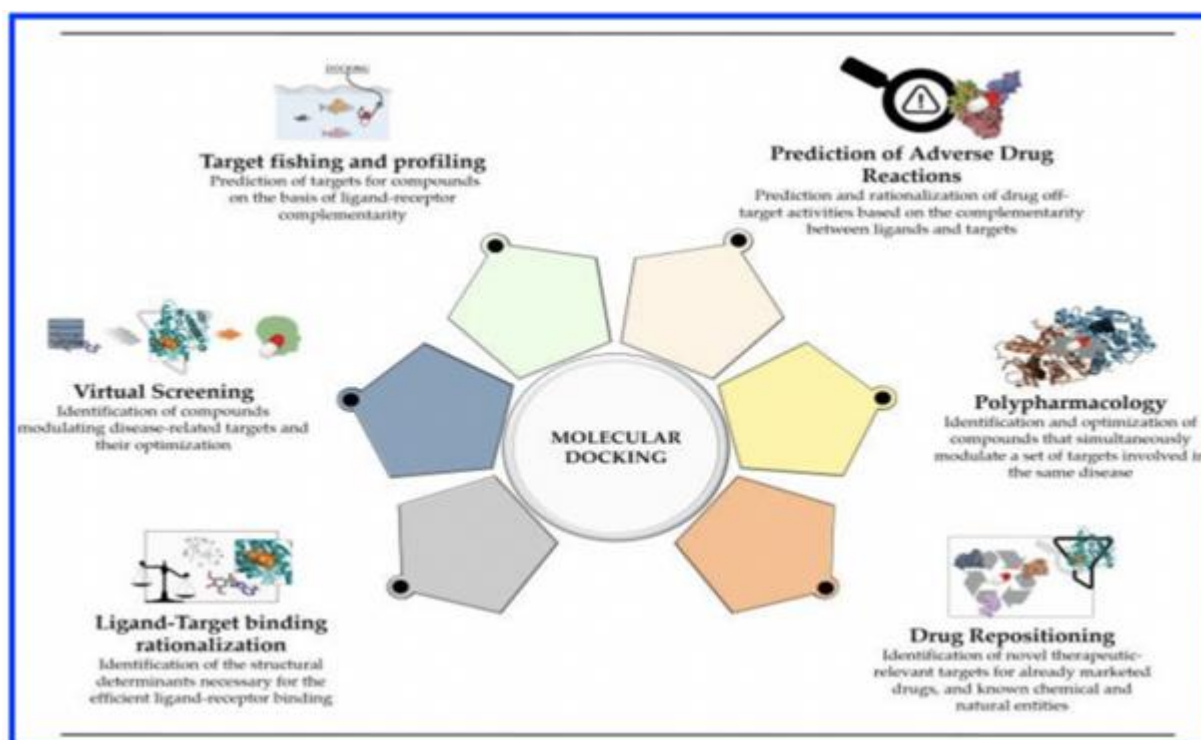 DOCKING
Target fishing and profiling
Prediction of targets for compounds
on the basis of ligand-receptor
complementarity
Prediction of Adverse Drug
Reactions
Prediction and rationalization of drug off-
target activities based on the complementarity
between ligands and targets
Virtual Screening
Identification of compounds
modulating disease-related targets and
their optimization
MOLECULAR
DOCKING
Polypharmacology
Identification and optimization of
compounds that simultaneously
modulate a set of targets involved in
the same disease
Ligand-Target binding
rationalization
Identification of the structural
determinants necessary for the
efficient ligand-receptor binding
Drug Repositioning
Identification of novel therapeutic-
relevant targets for already marketed
drugs, and known chemical and
natural entities